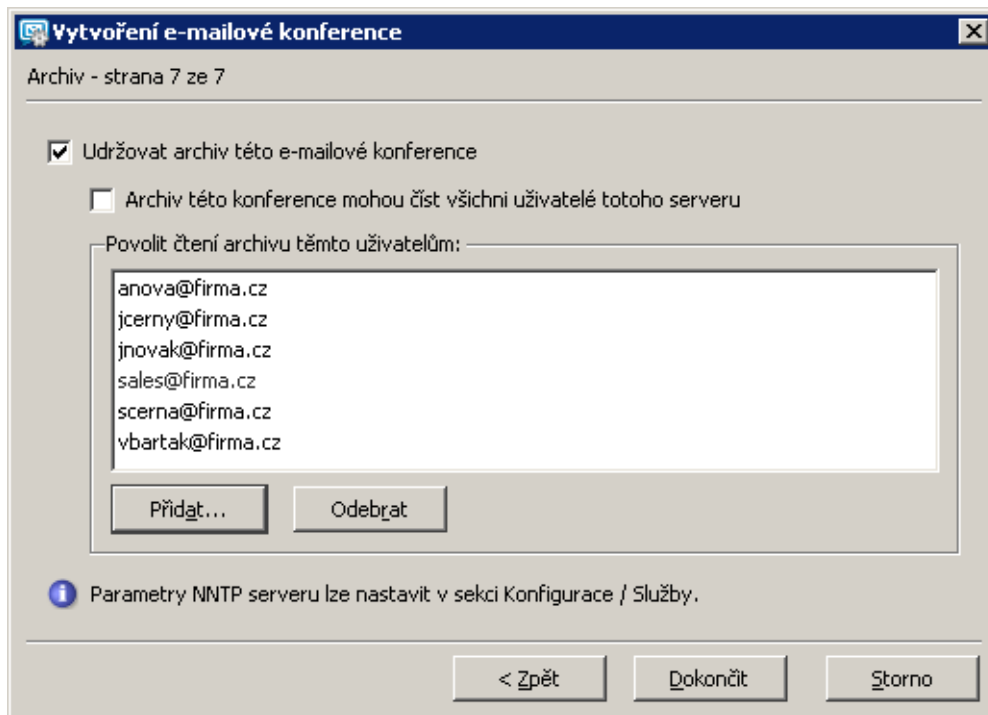 Vytvoření e-mailové konference
Archiv - strana 7 ze 7
Udržovat archiv této e-mailové konference
Archiv této konference mohou číst všichni uživatelé totoho serveru
Povolit čtení archivu těmto uživatelům:
anova@firma.cz
jcerny@firma.cz
jnovak@firma.cz
sales@firma.cz
scerna@firma.cz
vbartak@firma.cz
Přidat... Odebrat
Parametry NNTP serveru lze nastavit v sekci Konfigurace / Služby.
< Zpět Dokončit Storno